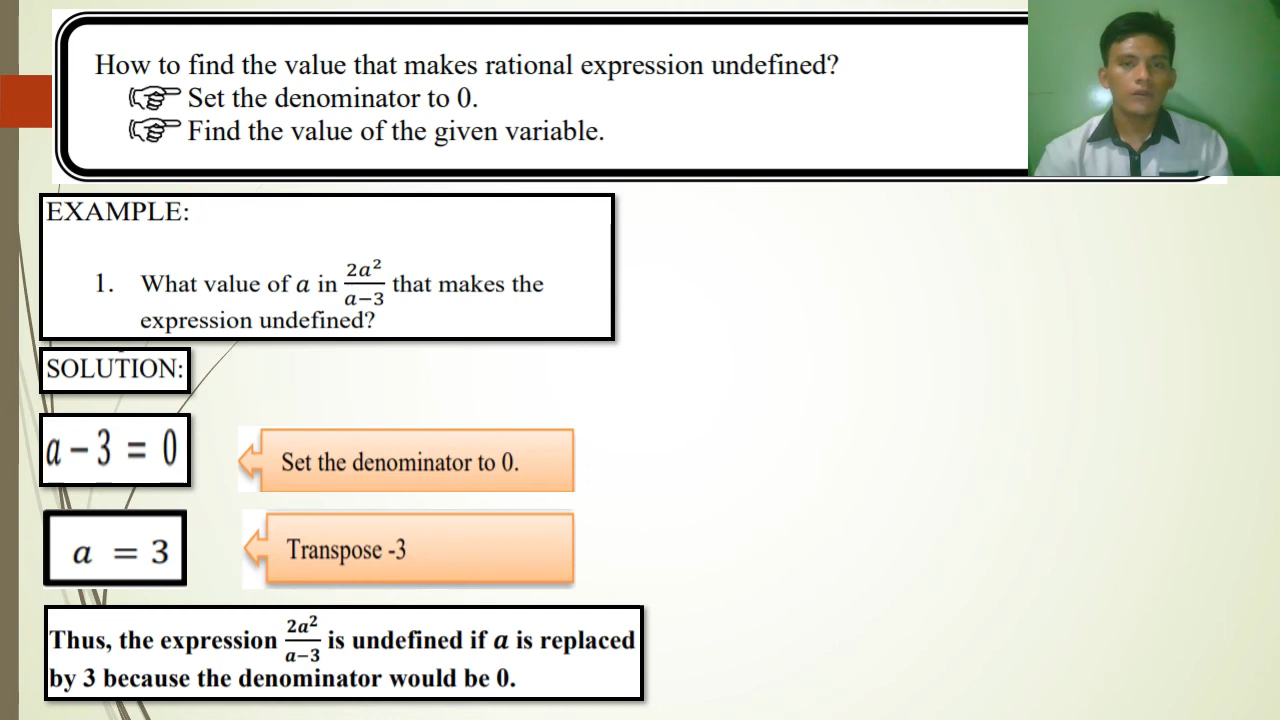 How to find the value that makes rational expression undefined?
Set the denominator to 0.
Find the value of the given variable.
EXAMPLE:
1. What value of a in 2a²/a−3 that makes the
expression undefined?
SOLUTION:
a − 3 = 0
Set the denominator to 0.
a = 3
Transpose -3
Thus, the expression 2a²/a−3 is undefined if a is replaced
by 3 because the denominator would be 0.